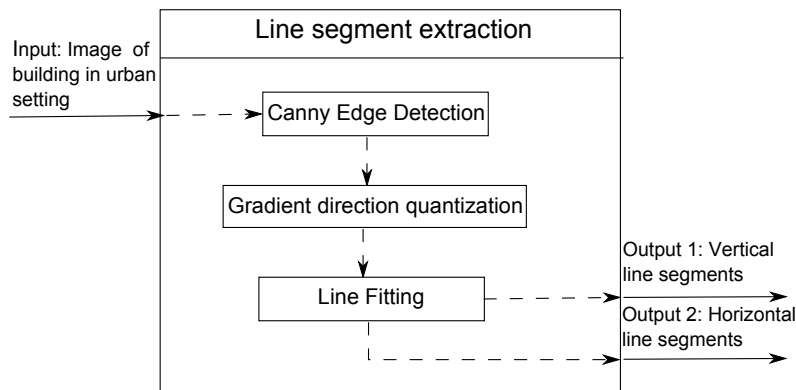 Line segment extraction
Input: Image of
building in urban
setting
Canny Edge Detection
Gradient direction quantization
Line Fitting
Output 1: Vertical
line segments
Output 2: Horizontal
line segments